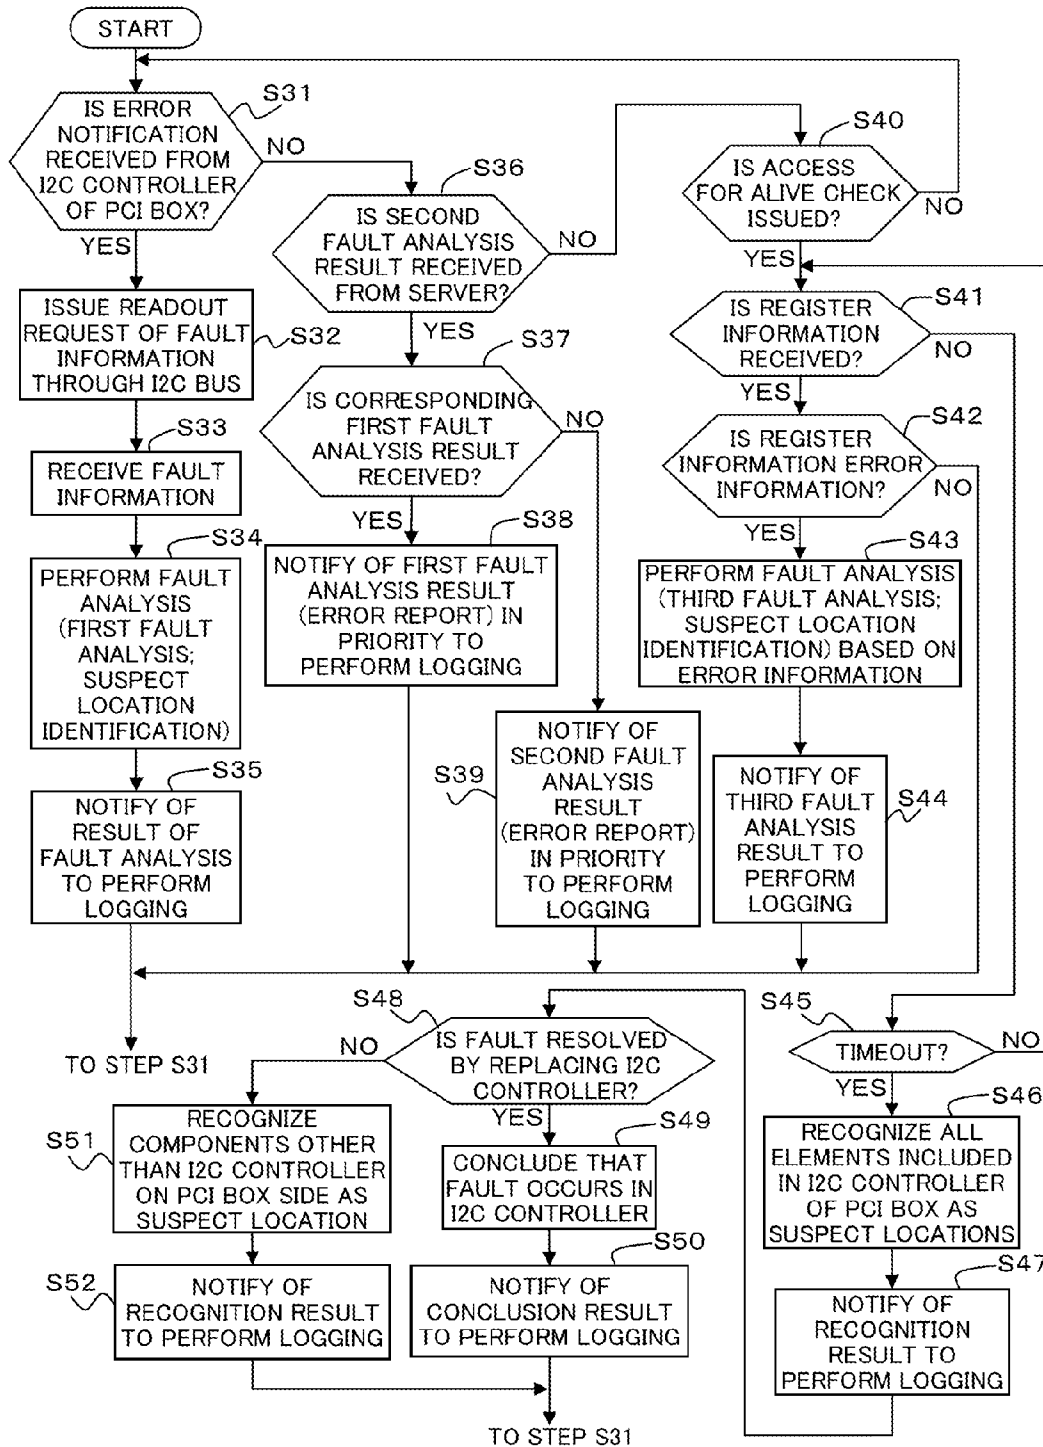 START
S31
IS ERROR
NOTIFICATION
RECEIVED FROM
I2C CONTROLLER
OF PCI BOX?
NO
YES
ISSUE READOUT
REQUEST OF FAULT
INFORMATION
THROUGH I2C BUS
S32
S33
RECEIVE FAULT
INFORMATION
S34
PERFORM FAULT
ANALYSIS
(FIRST FAULT
ANALYSIS;
SUSPECT
LOCATION
IDENTIFICATION)
S35
NOTIFY OF
RESULT OF
FAULT ANALYSIS
TO PERFORM
LOGGING
TO STEP S31
S36
IS SECOND
FAULT ANALYSIS
RESULT RECEIVED
FROM SERVER?
NO
YES
S37
IS CORRESPONDING
FIRST FAULT
ANALYSIS RESULT
RECEIVED?
NO
YES
S38
NOTIFY OF FIRST FAULT
ANALYSIS RESULT
(ERROR REPORT) IN
PRIORITY TO
PERFORM LOGGING
S39
NOTIFY OF
SECOND FAULT
ANALYSIS
RESULT
(ERROR REPORT)
IN PRIORITY
TO PERFORM
LOGGING
S40
IS ACCESS
FOR ALIVE CHECK
ISSUED?
NO
YES
S41
IS REGISTER
INFORMATION
RECEIVED?
NO
YES
S42
IS REGISTER
INFORMATION ERROR
INFORMATION?
NO
YES
S43
PERFORM FAULT ANALYSIS
(THIRD FAULT ANALYSIS;
SUSPECT LOCATION
IDENTIFICATION) BASED ON
ERROR INFORMATION
S44
NOTIFY OF
THIRD FAULT
ANALYSIS
RESULT TO
PERFORM
LOGGING
S45
TIMEOUT?
NO
YES
S46
RECOGNIZE ALL
ELEMENTS INCLUDED
IN I2C CONTROLLER
OF PCI BOX AS
SUSPECT LOCATIONS
S47
NOTIFY OF
RECOGNITION
RESULT TO
PERFORM LOGGING
S48
IS FAULT RESOLVED
BY REPLACING I2C
CONTROLLER?
NO
YES
S49
CONCLUDE THAT
FAULT OCCURS IN
I2C CONTROLLER
S50
NOTIFY OF
CONCLUSION RESULT
TO PERFORM LOGGING
S51
RECOGNIZE
COMPONENTS OTHER
THAN I2C CONTROLLER
ON PCI BOX SIDE AS
SUSPECT LOCATION
S52
NOTIFY OF
RECOGNITION RESULT
TO PERFORM LOGGING
TO STEP S31